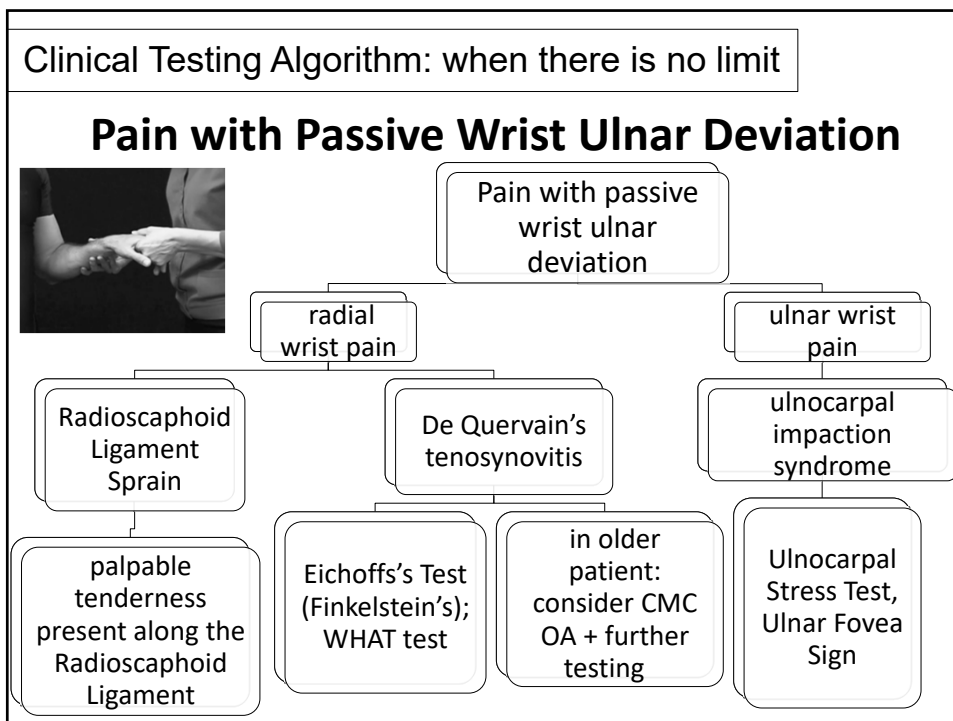 Clinical Testing Algorithm: when there is no limit
Pain with Passive Wrist Ulnar Deviation
Pain with passive
wrist ulnar
deviation
radial
wrist pain
ulnar wrist
pain
Radioscaphoid
Ligament
Sprain
De Quervain’s
tenosynovitis
ulnocarpal
impaction
syndrome
palpable
tenderness
present along the
Radioscaphoid
Ligament
Eichoffs’s Test
(Finkelstein’s);
WHAT test
in older
patient:
consider CMC
OA + further
testing
Ulnocarpal
Stress Test,
Ulnar Fovea
Sign